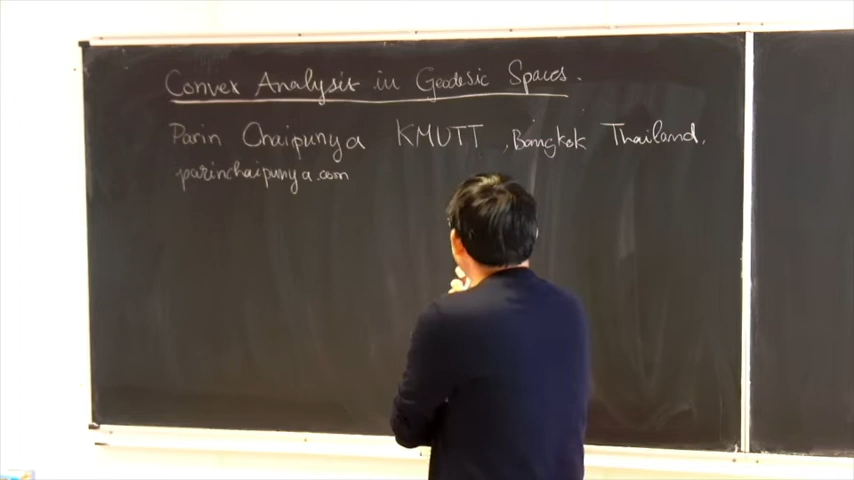 Convex Analysis in Geodesic Spaces.
Parin Chaipunya KMUTT, Bangkok Thailand.
parinchaipunya.com